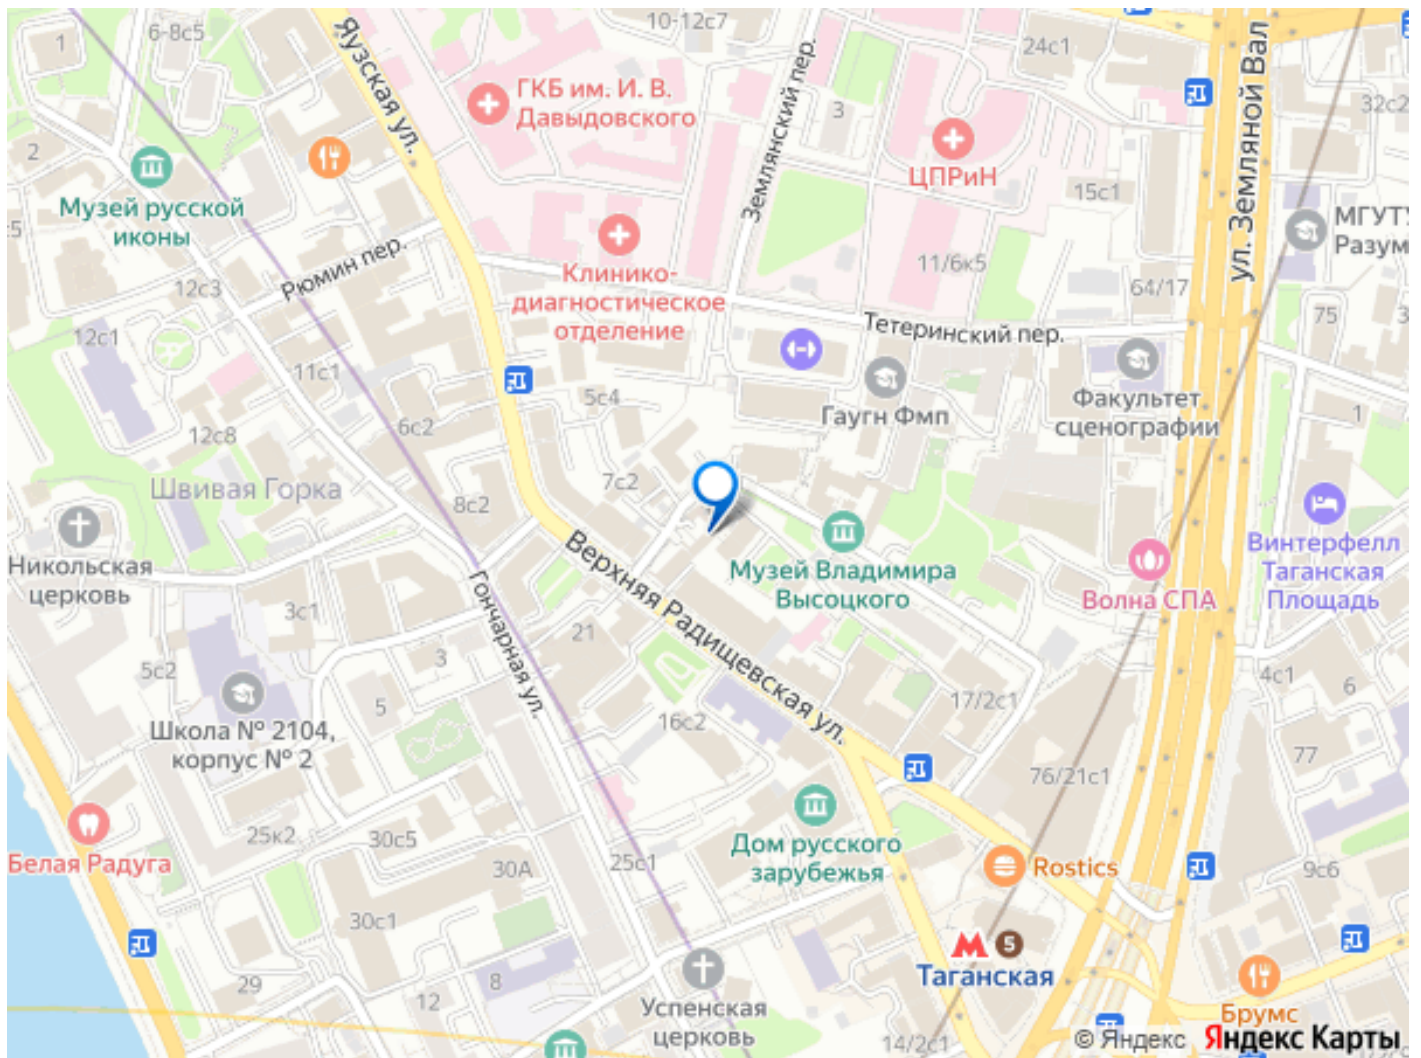 10-12с7
6-8с5
1
Яузская ул.
24с1
ул. Земляной Вал
32с2
ГКБ им. И. В.
Давыдовского
Землянский пер.
3
ЦПРиН
15с1
2
Музей русской
иконы
с5
МГУТУ
Разум
Рюмин пер.
Клинико-
диагностическое
отделение
11/6к5
64/17
12с3
12с1
Тетеринский пер.
75
3
11с1
5с4
Гаугн Фмп
Факультет
сценографии
1
6с2
12с8
Швивая Горка
8с2
7с2
Никольская
церковь
Верхняя Радищевская ул.
Музей Владимира
Высоцкого
Волна СПА
Винтерфелл
Таганская
Площадь
3с1
Гончарная ул.
21
3
5с2
5
Школа № 2104,
корпус № 2
16с2
17/2с1
4с1
6
77
76/21с1
Белая Радуга
25к2
30с5
30А
25с1
Дом русского
зарубежья
Rostics
9с6
30с1
5
Таганская
29
12
8
Успенская
церковь
14/2с1
Брумс
© Яндекс Яндекс Карты